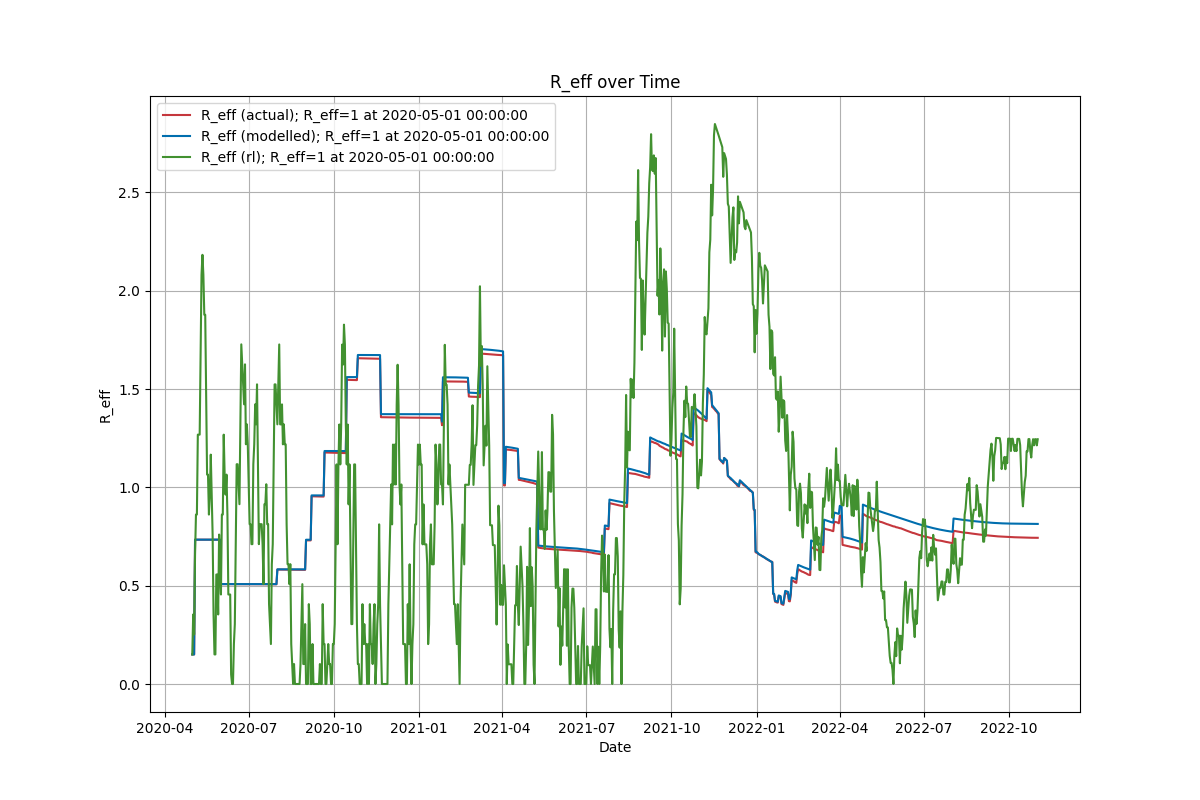 R_eff over Time
R_eff (actual); R_eff=1 at 2020-05-01 00:00:00
R_eff (modelled); R_eff=1 at 2020-05-01 00:00:00
R_eff (rl); R_eff=1 at 2020-05-01 00:00:00
R_eff
2.5
2.0
1.5
1.0
0.5
0.0
2020-04 2020-07 2020-10 2021-01 2021-04 2021-07 2021-10 2022-01 2022-04 2022-07 2022-10
Date